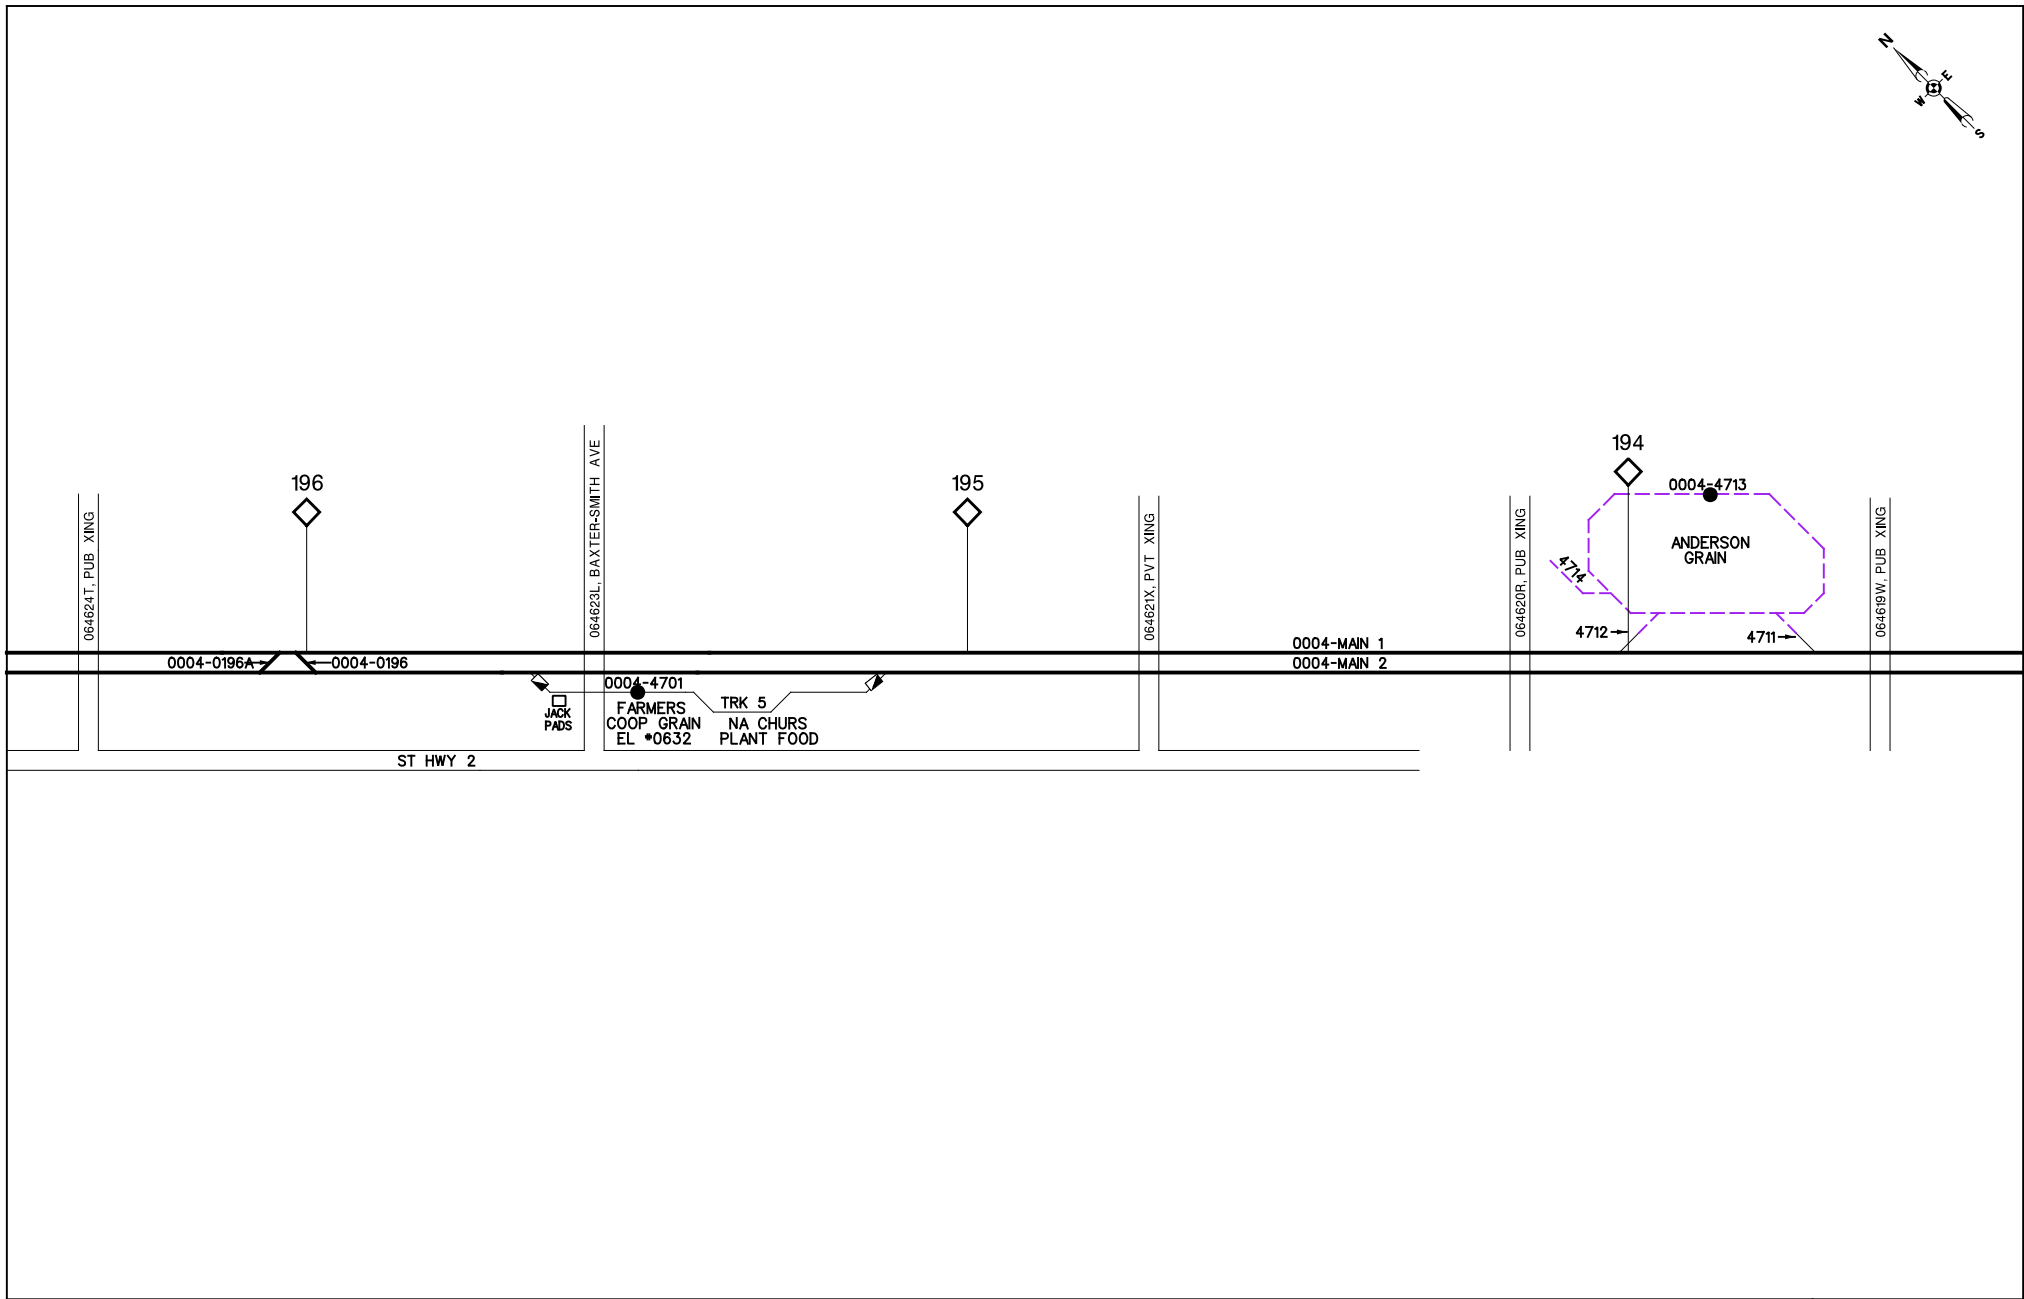 N
E
W
S
194
196
195
0004-4713
ANDERSON
GRAIN
4714
064624T, PUB XING
064623L, BAXTER-SMITH AVE
064621X, PVT XING
064620R, PUB XING
064619W, PUB XING
4712
4711
0004-MAIN 1
0004-0196A
0004-0196
0004-MAIN 2
0004-4701
JACK
PADS
FARMERS
COOP GRAIN
EL #0632
TRK 5
NA CHURS
PLANT FOOD
ST HWY 2